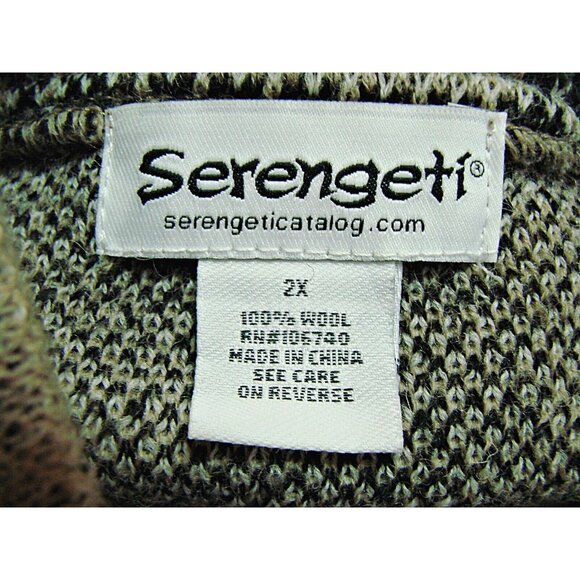 Serengeti®
serengeticatalog.com
2X
100% WOOL
RN#106740
MADE IN CHINA
SEE CARE
ON REVERSE